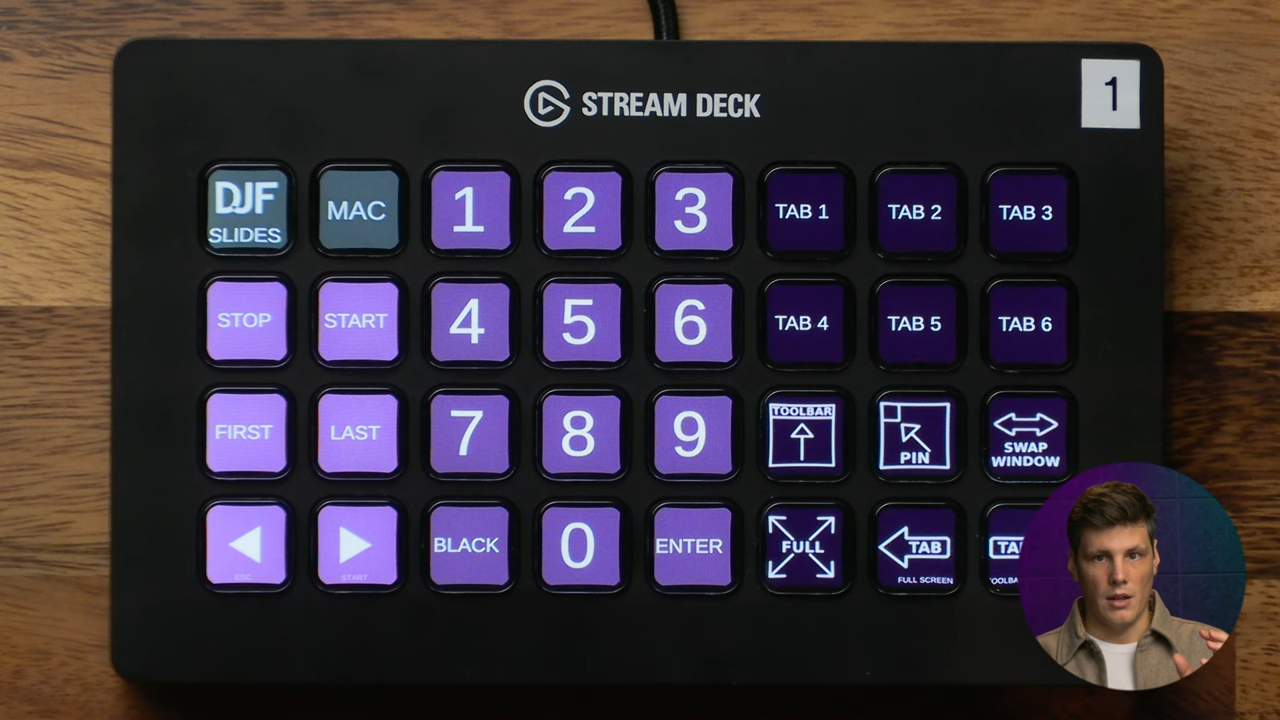 STREAM DECK
1
DJF
SLIDES
MAC
1
2
3
TAB 1
TAB 2
TAB 3
STOP
START
4
5
6
TAB 4
TAB 5
TAB 6
FIRST
LAST
7
8
9
TOOLBAR
PIN
SWAP
WINDOW
ESC
START
BLACK
0
ENTER
FULL
TAB
FULL SCREEN